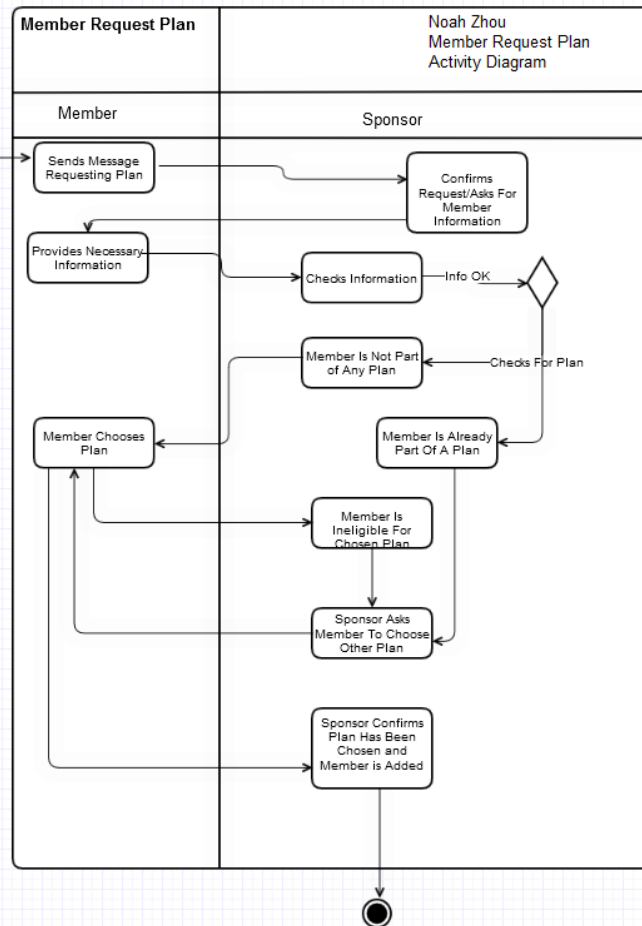 Member Request Plan
Noah Zhou
Member Request Plan
Activity Diagram
Member
Sponsor
Sends Message
Requesting Plan
Confirms
Request/Asks For
Member
Information
Provides Necessary
Information
Checks Information
Info OK
Member Is Not Part
of Any Plan
Checks For Plan
Member Chooses
Plan
Member Is Already
Part Of A Plan
Member Is
Ineligible For
Chosen Plan
Sponsor Asks
Member To Choose
Other Plan
Sponsor Confirms
Plan Has Been
Chosen and
Member is Added